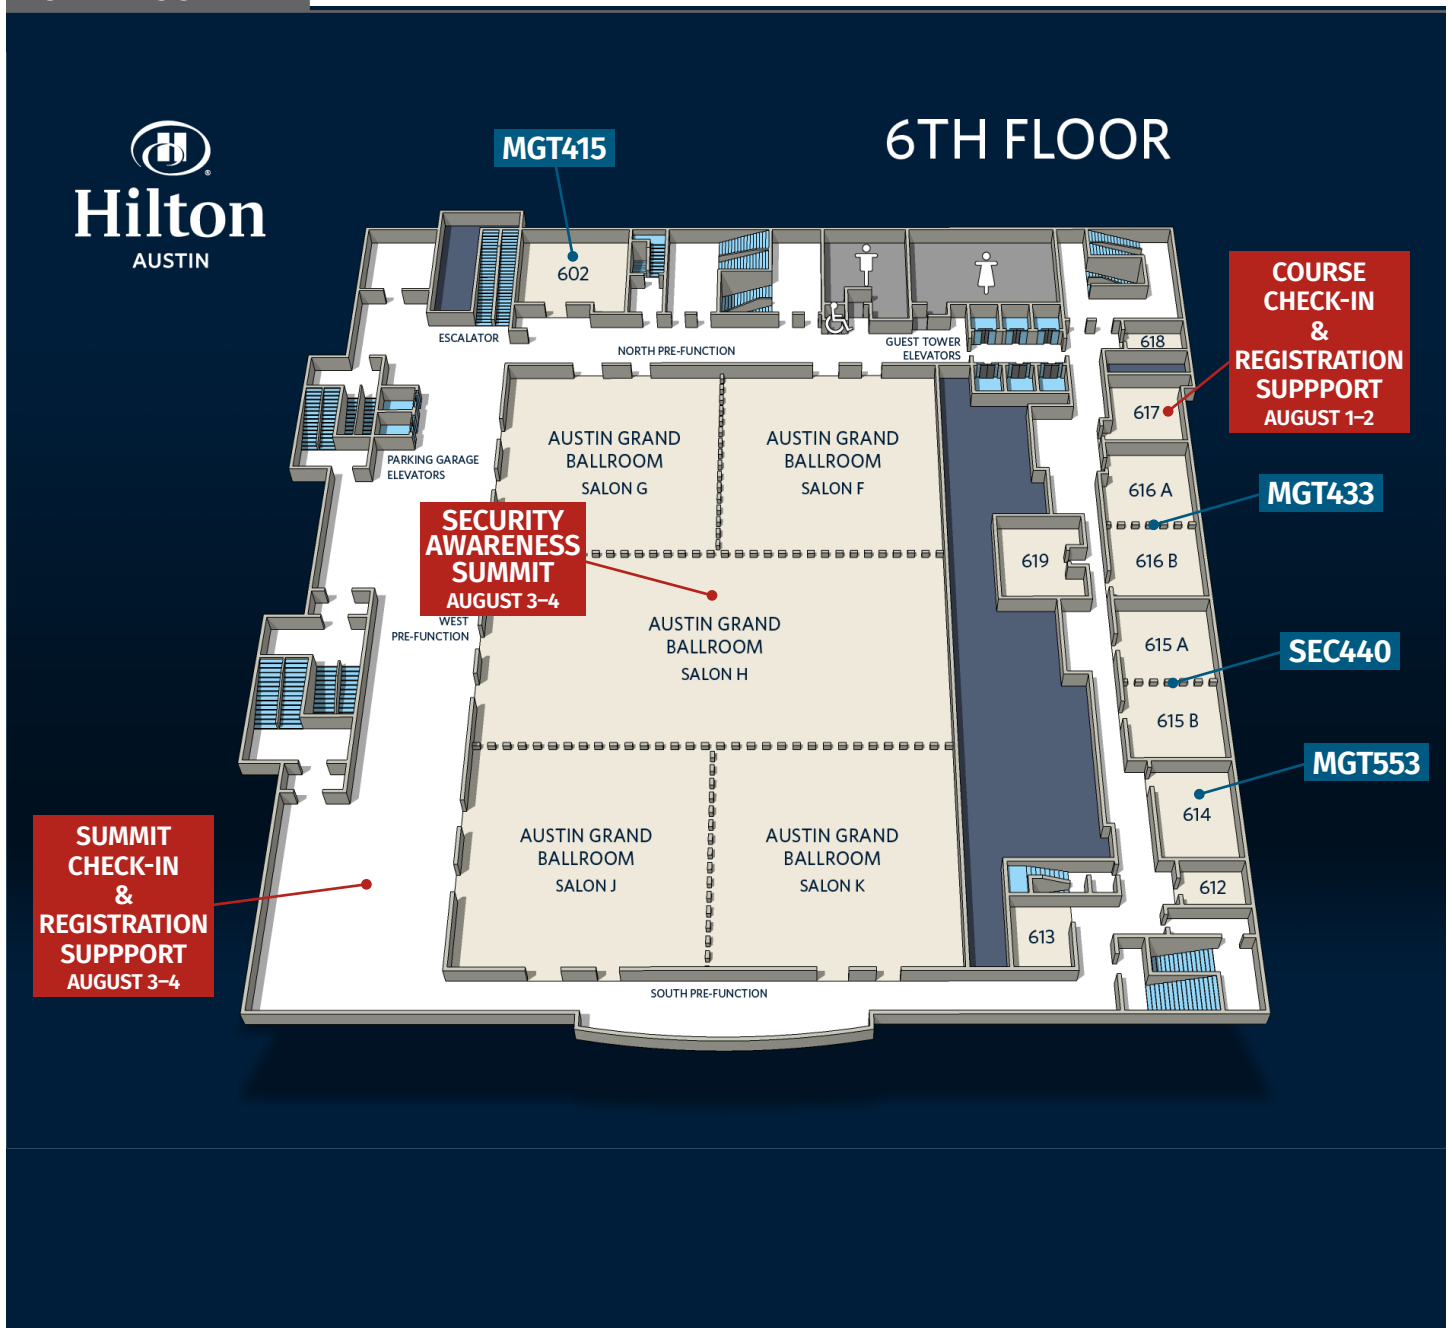 6TH FLOOR
Hilton
AUSTIN
MGT415
602
ESCALATOR
NORTH PRE-FUNCTION
GUEST TOWER
ELEVATORS
618
COURSE
CHECK-IN
&
REGISTRATION
SUPPPORT
AUGUST 1–2
617
PARKING GARAGE
ELEVATORS
AUSTIN GRAND
BALLROOM
SALON G
AUSTIN GRAND
BALLROOM
SALON F
616 A
MGT433
616 B
619
SECURITY
AWARENESS
SUMMIT
AUGUST 3–4
WEST
PRE-FUNCTION
AUSTIN GRAND
BALLROOM
SALON H
615 A
SEC440
615 B
MGT553
614
SUMMIT
CHECK-IN
&
REGISTRATION
SUPPPORT
AUGUST 3–4
AUSTIN GRAND
BALLROOM
SALON J
AUSTIN GRAND
BALLROOM
SALON K
612
613
SOUTH PRE-FUNCTION